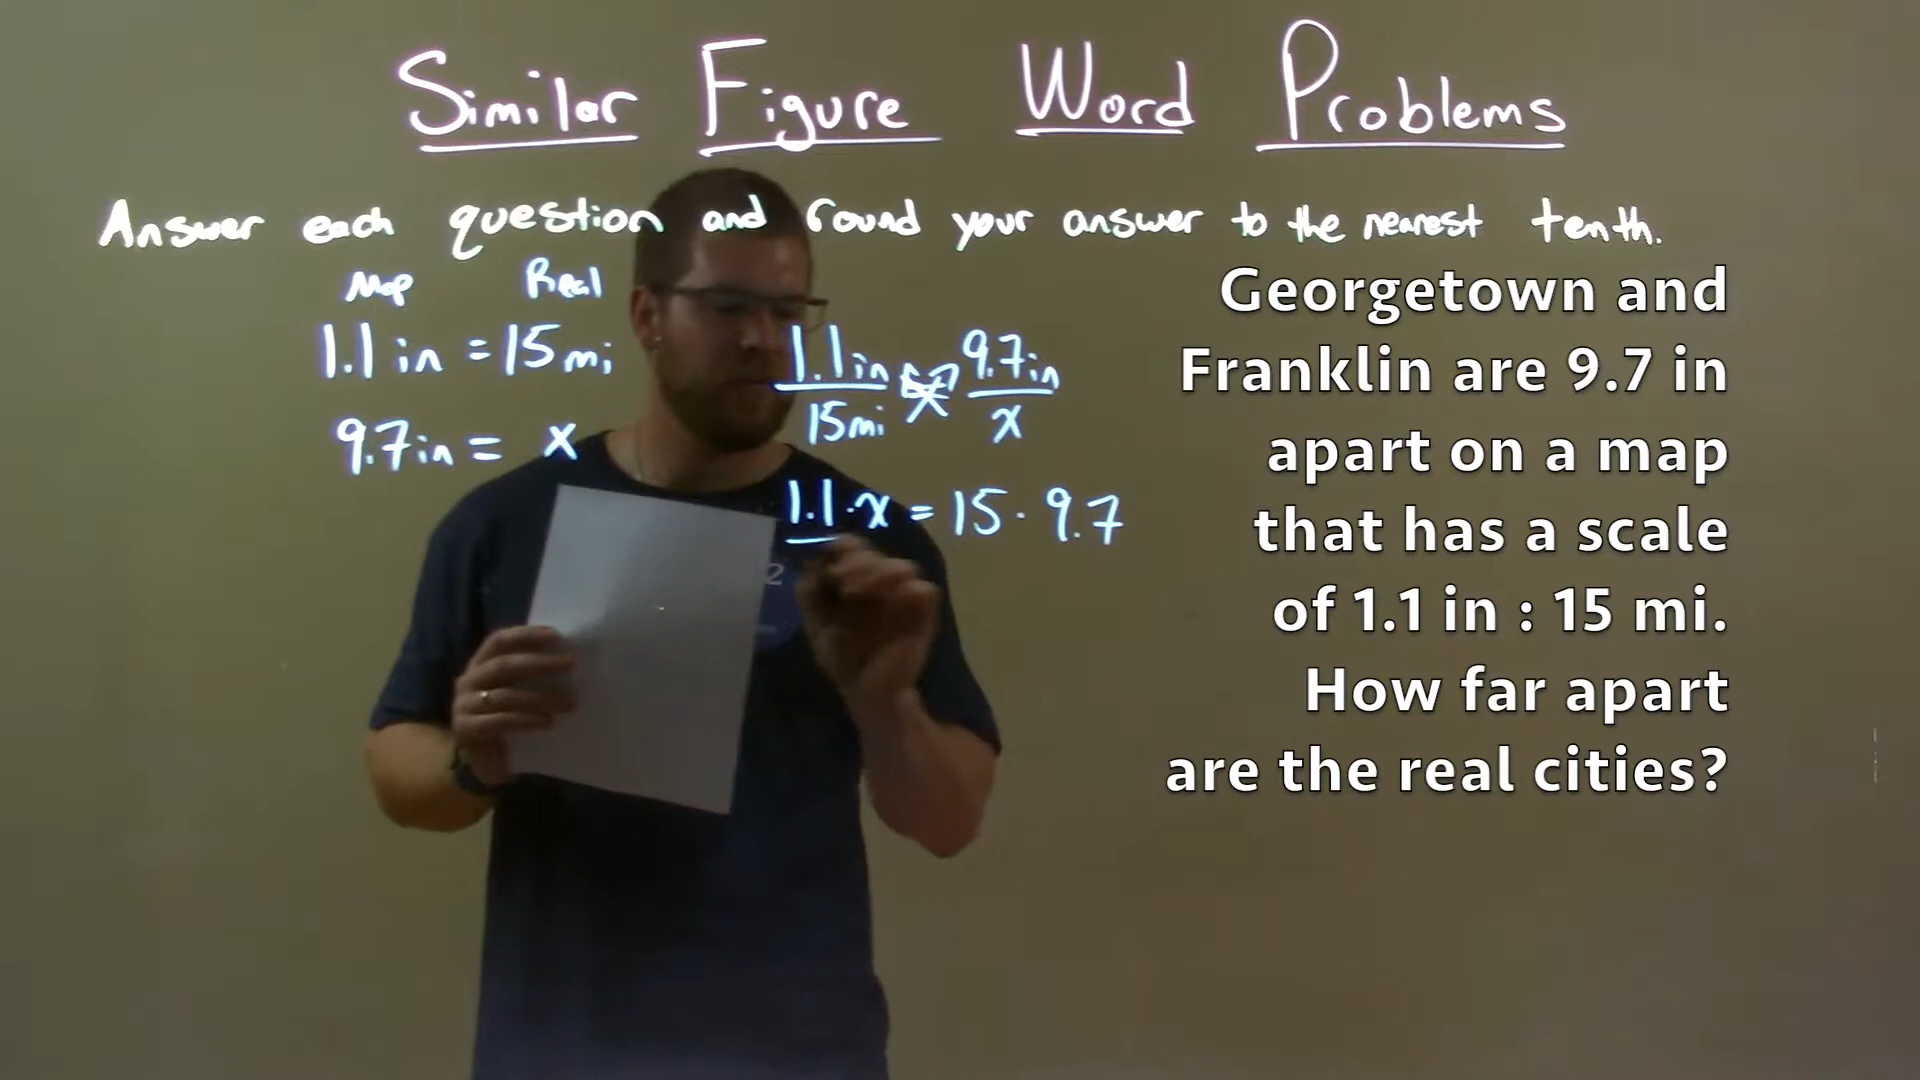 Similar Figure Word Problems
Answer each question and round your answer to the nearest tenth.
Map Real
1.1 in = 15 mi
9.7 in = x
1.1 in 9.7 in
15 mi x
1.1 · x = 15 · 9.7
2
Georgetown and
Franklin are 9.7 in
apart on a map
that has a scale
of 1.1 in : 15 mi.
How far apart
are the real cities?